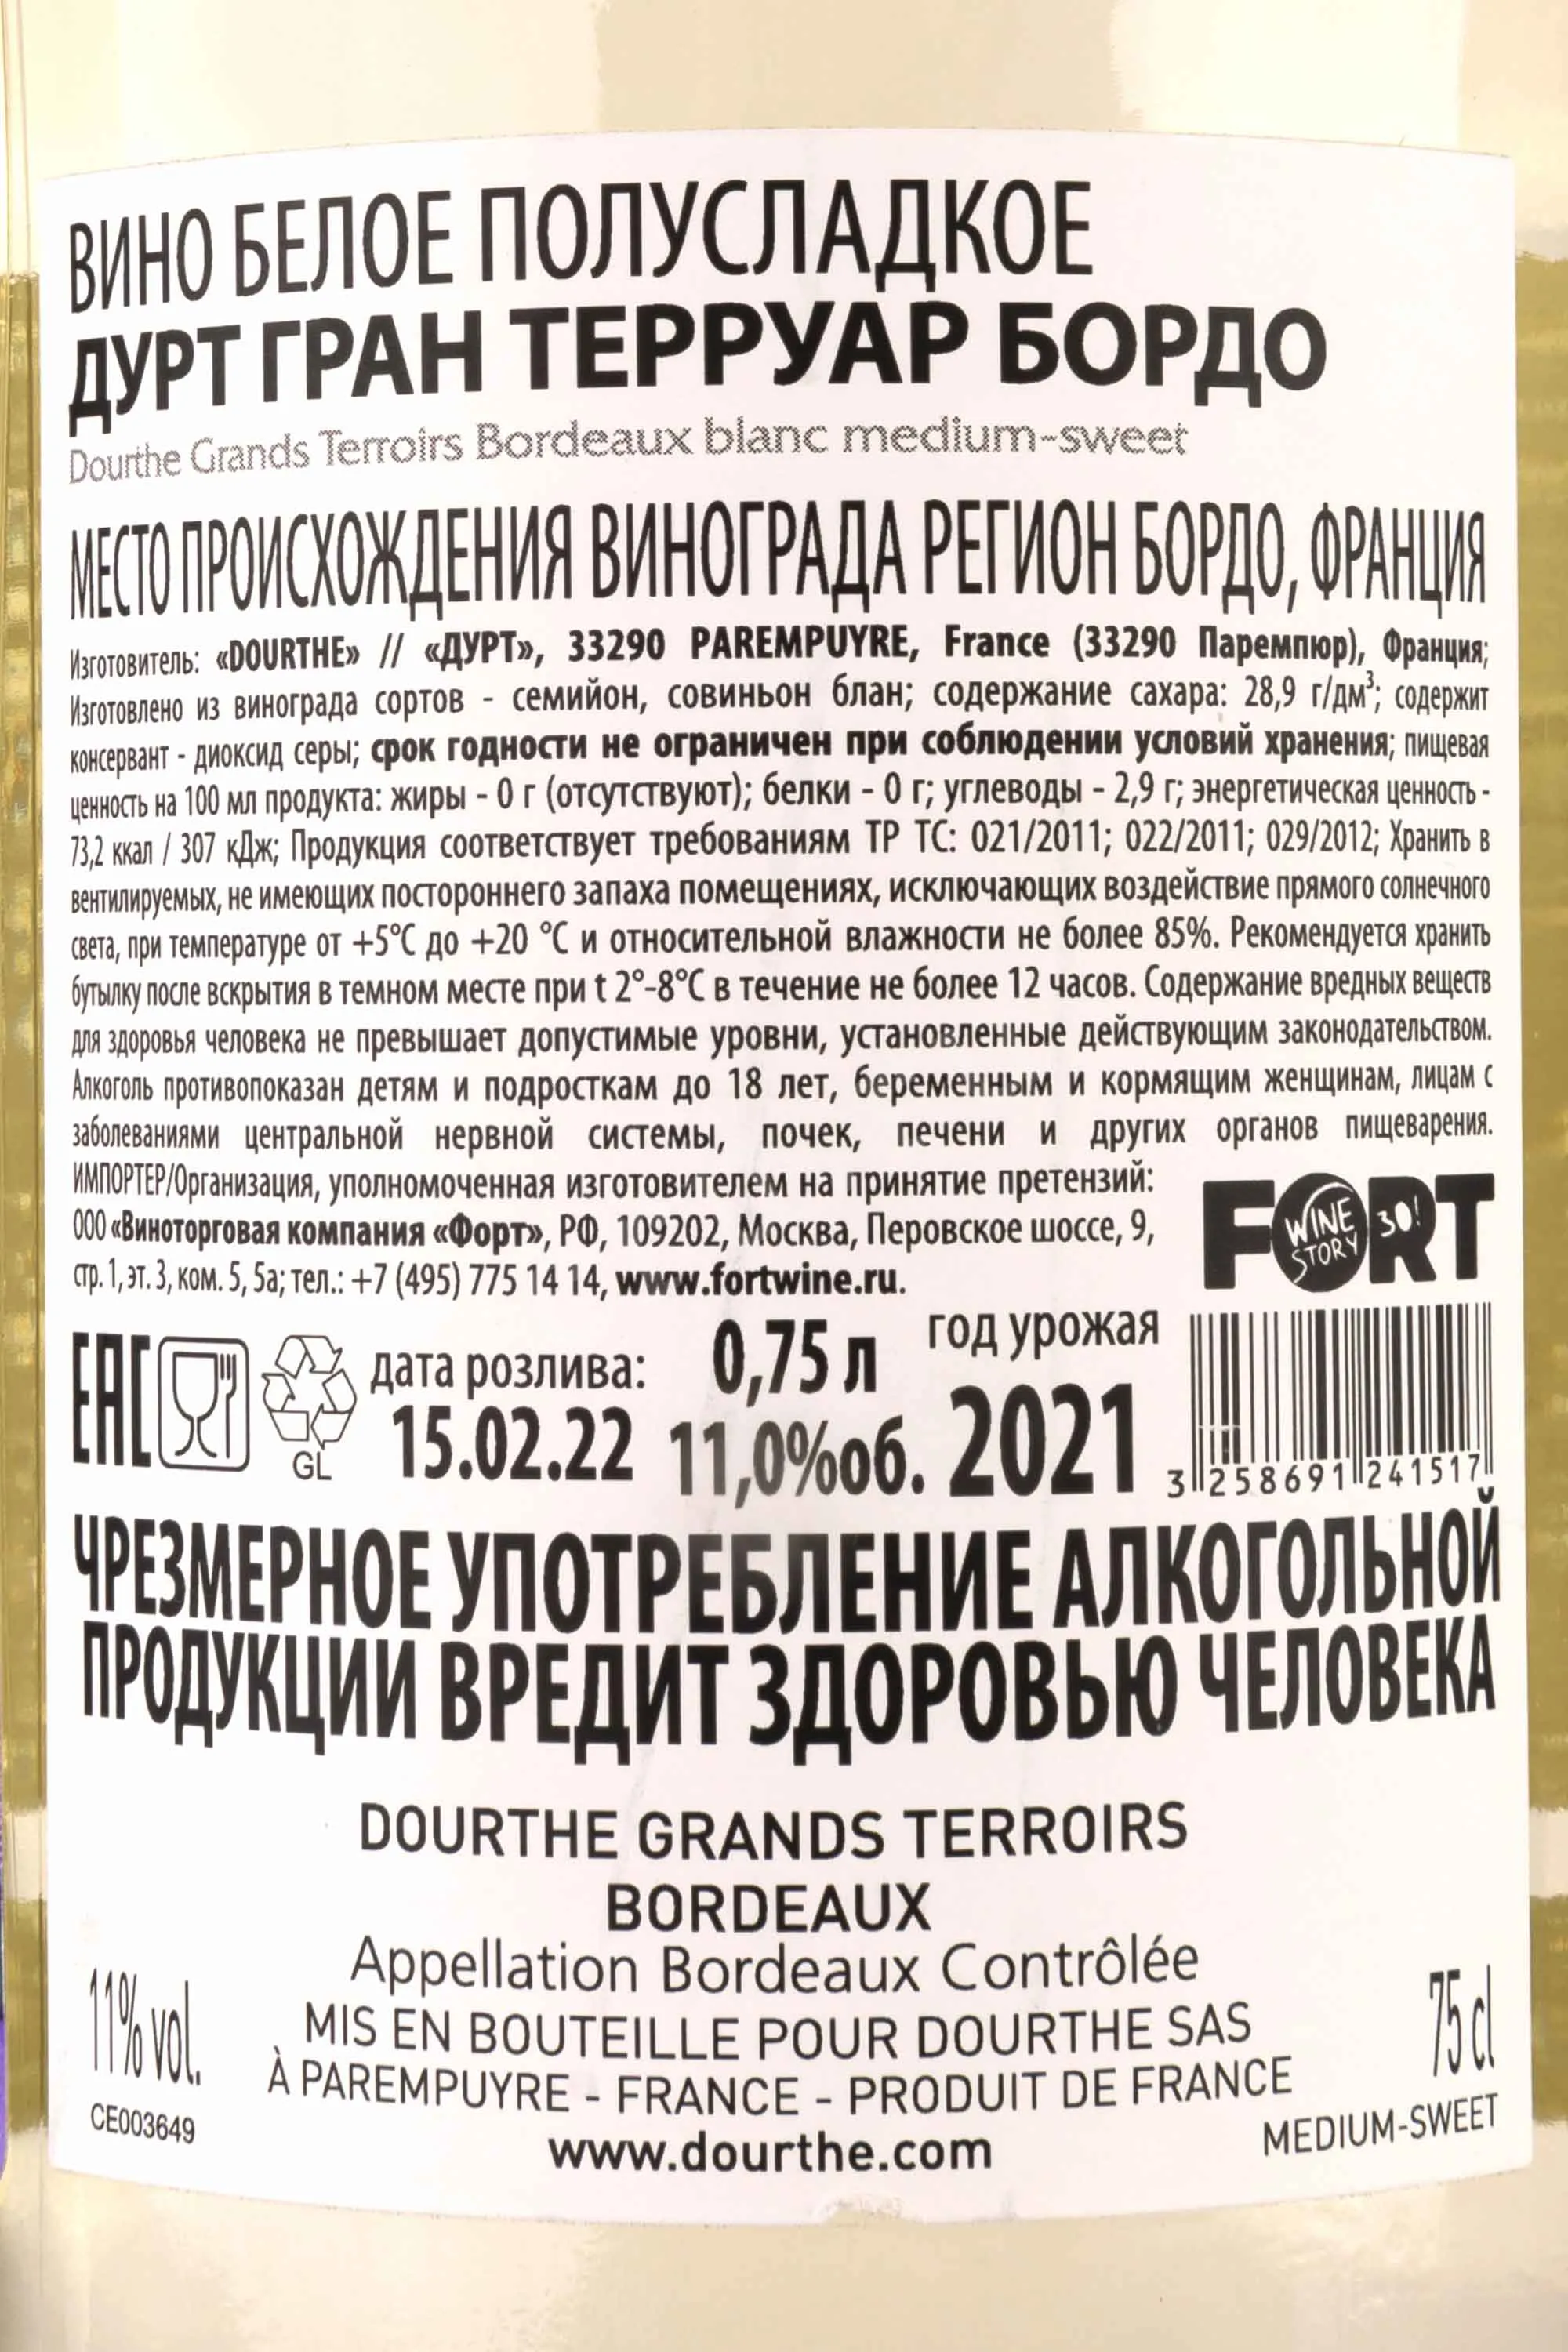 ВИНО БЕЛОЕ ПОЛУСЛАДКОЕ
ДУРТ ГРАН ТЕРРУАР БОРДО
Dourthe Grands Terroirs Bordeaux blanc medium-sweet
МЕСТО ПРОИСХОЖДЕНИЯ ВИНОГРАДА РЕГИОН БОРДО, ФРАНЦИЯ
Изготовитель: «DOURTHE» // «ДУРТ», 33290 PAREMPUYRE, France (33290 Паремпюр), Франция;
Изготовлено из винограда сортов - семийон, совиньон блан; содержание сахара: 28,9 г/дм³; содержит
консервант - диоксид серы; срок годности не ограничен при соблюдении условий хранения; пищевая
ценность на 100 мл продукта: жиры - 0 г (отсутствуют); белки - 0 г; углеводы - 2,9 г; энергетическая ценность -
73,2 ккал / 307 кДж; Продукция соответствует требованиям ТР ТС: 021/2011; 022/2011; 029/2012; Хранить в
вентилируемых, не имеющих постороннего запаха помещениях, исключающих воздействие прямого солнечного
света, при температуре от +5°C до +20 °C и относительной влажности не более 85%. Рекомендуется хранить
бутылку после вскрытия в темном месте при t 2°-8°C в течение не более 12 часов. Содержание вредных веществ
для здоровья человека не превышает допустимые уровни, установленные действующим законодательством.
Алкоголь противопоказан детям и подросткам до 18 лет, беременным и кормящим женщинам, лицам с
заболеваниями центральной нервной системы, почек, печени и других органов пищеварения.
ИМПОРТЕР/Организация, уполномоченная изготовителем на принятие претензий:
ООО «Виноторговая компания «Форт», РФ, 109202, Москва, Перовское шоссе, 9,
стр. 1, эт. 3, ком. 5, 5а; тел.: +7 (495) 775 14 14, www.fortwine.ru.
FORT
WINE STORY 30!
EAC
GL
дата розлива:
15.02.22
0,75 л
11,0%об.
год урожая
2021
3 258691 241517
ЧРЕЗМЕРНОЕ УПОТРЕБЛЕНИЕ АЛКОГОЛЬНОЙ
ПРОДУКЦИИ ВРЕДИТ ЗДОРОВЬЮ ЧЕЛОВЕКА
DOURTHE GRANDS TERROIRS
BORDEAUX
Appellation Bordeaux Contrôlée
MIS EN BOUTEILLE POUR DOURTHE SAS
À PAREMPUYRE - FRANCE - PRODUIT DE FRANCE
www.dourthe.com
11% vol.
CE003649
75 cl
MEDIUM-SWEET